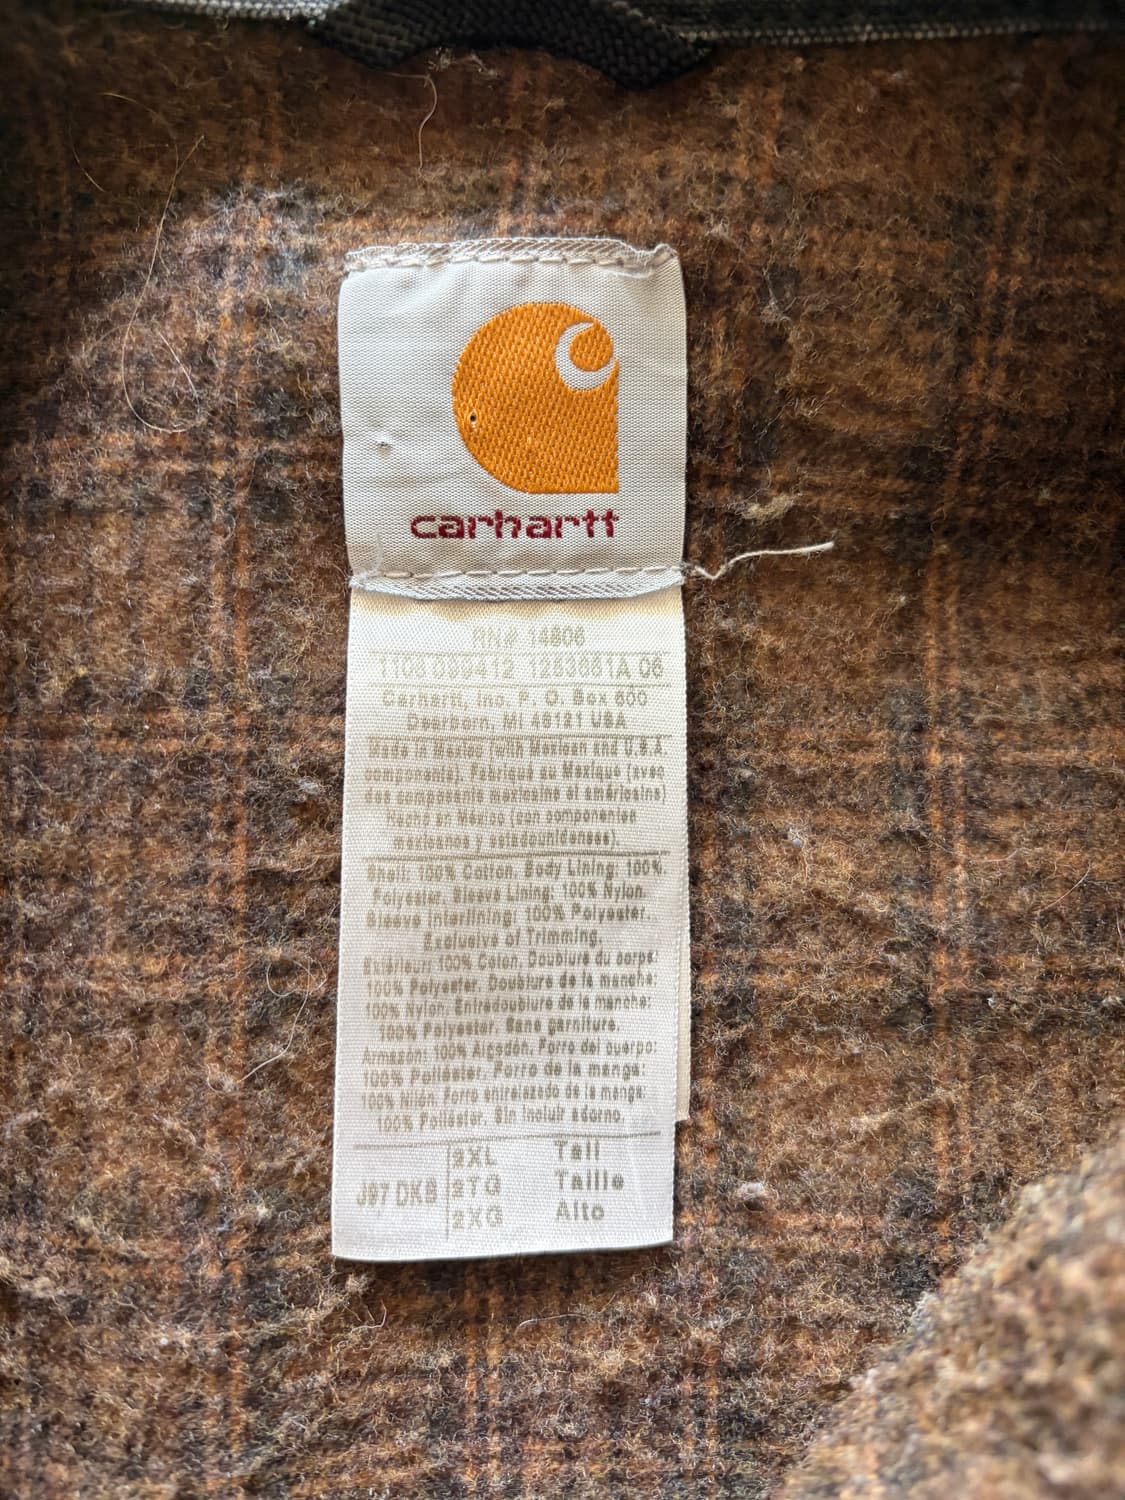 carhartt
RN# 14806
1106 099412 1253661A 06
Carhartt, Inc. P. O. Box 600
Dearborn, MI 48121 USA
Made in Mexico (with Mexican and U.S.A.
components). Fabriqué au Mexique (avec
des composants mexicains et américains)
Hecho en México (con componentes
mexicanos y estadounidenses).
Shell: 100% Cotton. Body Lining: 100%.
Polyester. Sleeve Lining: 100% Nylon.
Sleeve Interlining: 100% Polyester.
Exclusive of Trimming.
Extérieur: 100% Coton. Doublure du corps:
100% Polyester. Doublure de la manche:
100% Nylon. Entredoublure de la manche:
100% Polyester. Sans garniture.
Armazón: 100% Algodón. Forro del cuerpo:
100% Poliéster. Forro de la manga:
100% Nilón. Forro entrelazado de la manga:
100% Poliéster. Sin incluir adorno.
J97 DKB
2XL Tall
2TG Taille
2XG Alto